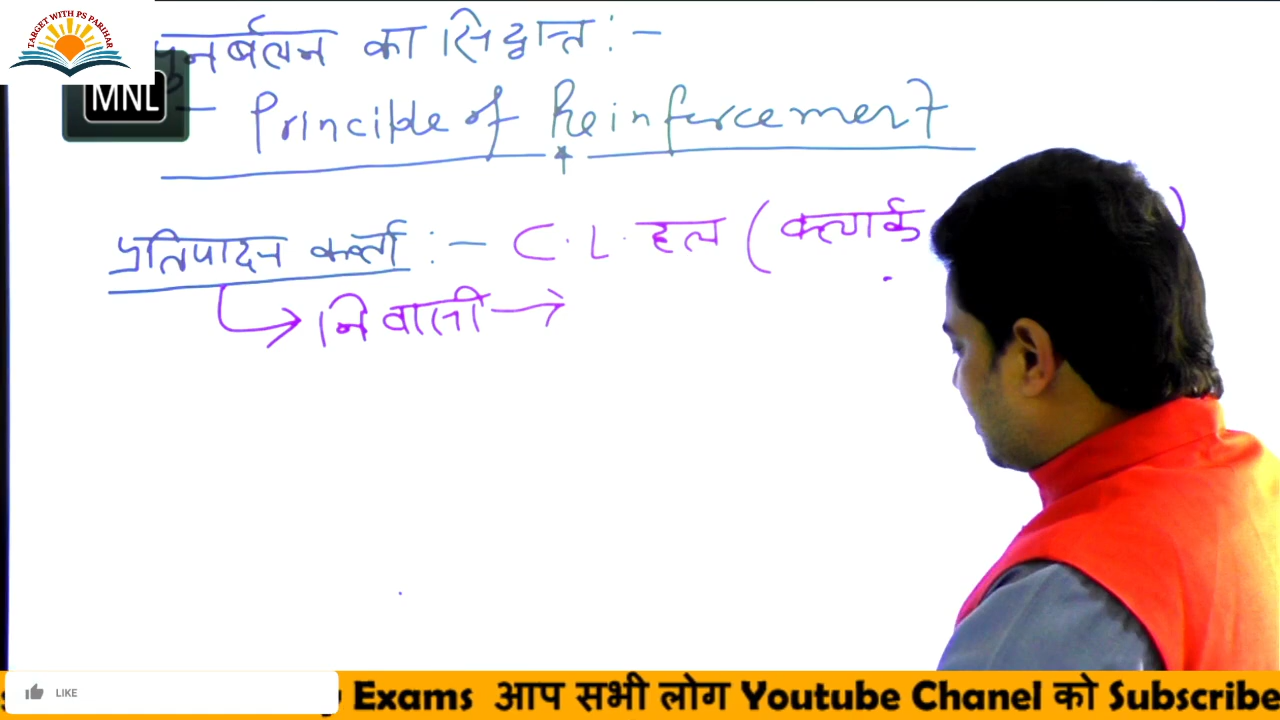 TARGET WITH PS PARIHAR
पुनर्बलन का सिद्धान्त :-
MNL
- Principle of Reinforcement
प्रतिपादन कर्ता :- C.L. हल ( क्लार्क )
निवासी →
LIKE
Exams आप सभी लोग Youtube Chanel को Subscribe